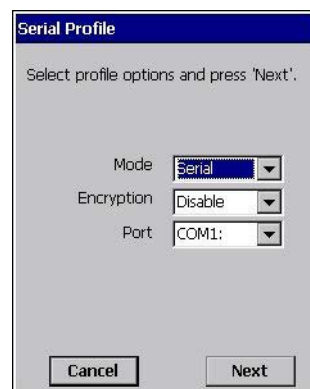 Serial Profile
Select profile options and press 'Next'.
Mode Serial
Encryption Disable
Port COM1:
Cancel Next